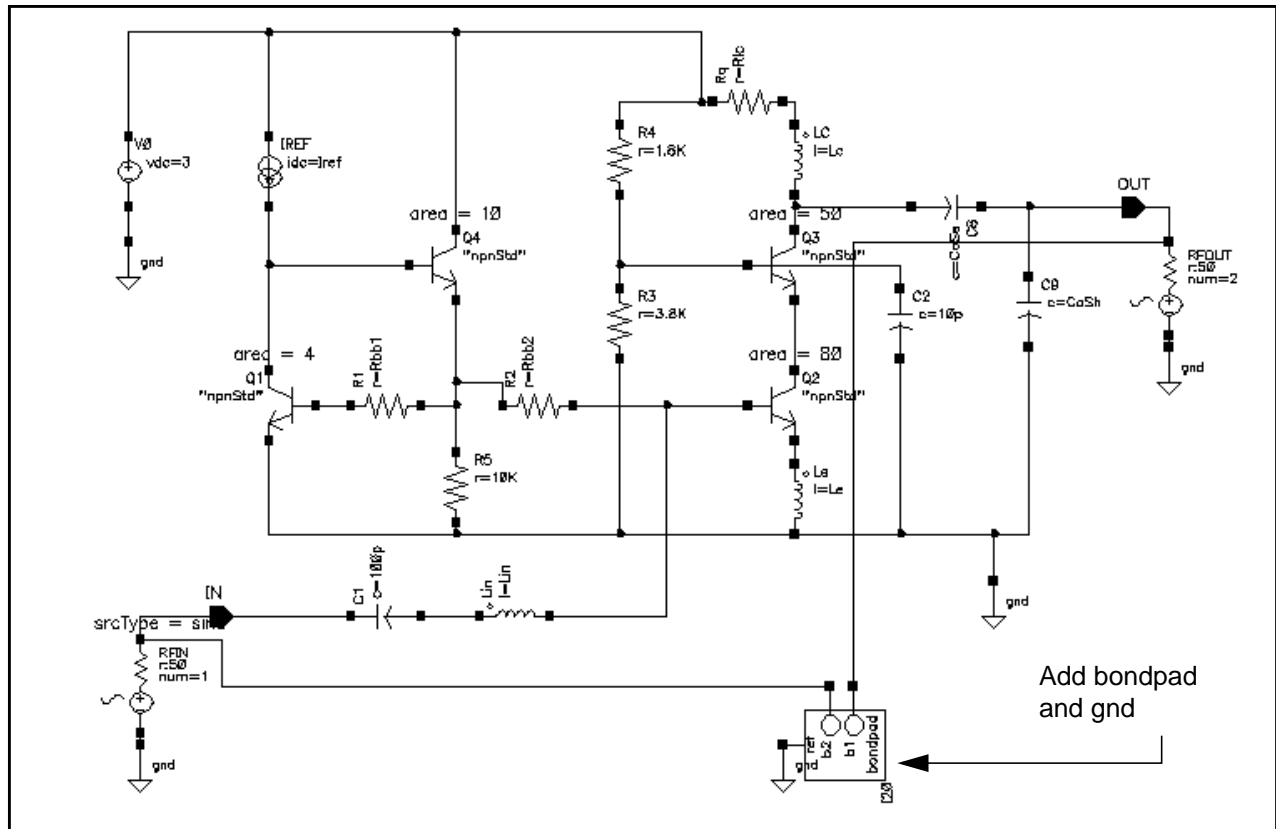 V0
vdc=3
gnd
IREF
idc=Iref
area = 10
Q4
"npnStd"
area = 4
Q1
"npnStd"
R1
r=Rbb1
R2
r=Rbb2
R5
r=10K
R4
r=1.8K
R3
r=3.8K
Rq
r=Rlc
LC
l=Lc
area = 50
Q3
"npnStd"
area = 80
Q2
"npnStd"
Le
l=Le
C2
c=10p
c=CoSe
C9
c=CoSh
OUT
RFOUT
r:50
num=2
gnd
gnd
IN
srcType = sine
RFIN
r:50
num=1
gnd
C1
c=100p
Lin
l=Lin
ref
b2
b1
bondpad
gnd
I20
Add bondpad
and gnd